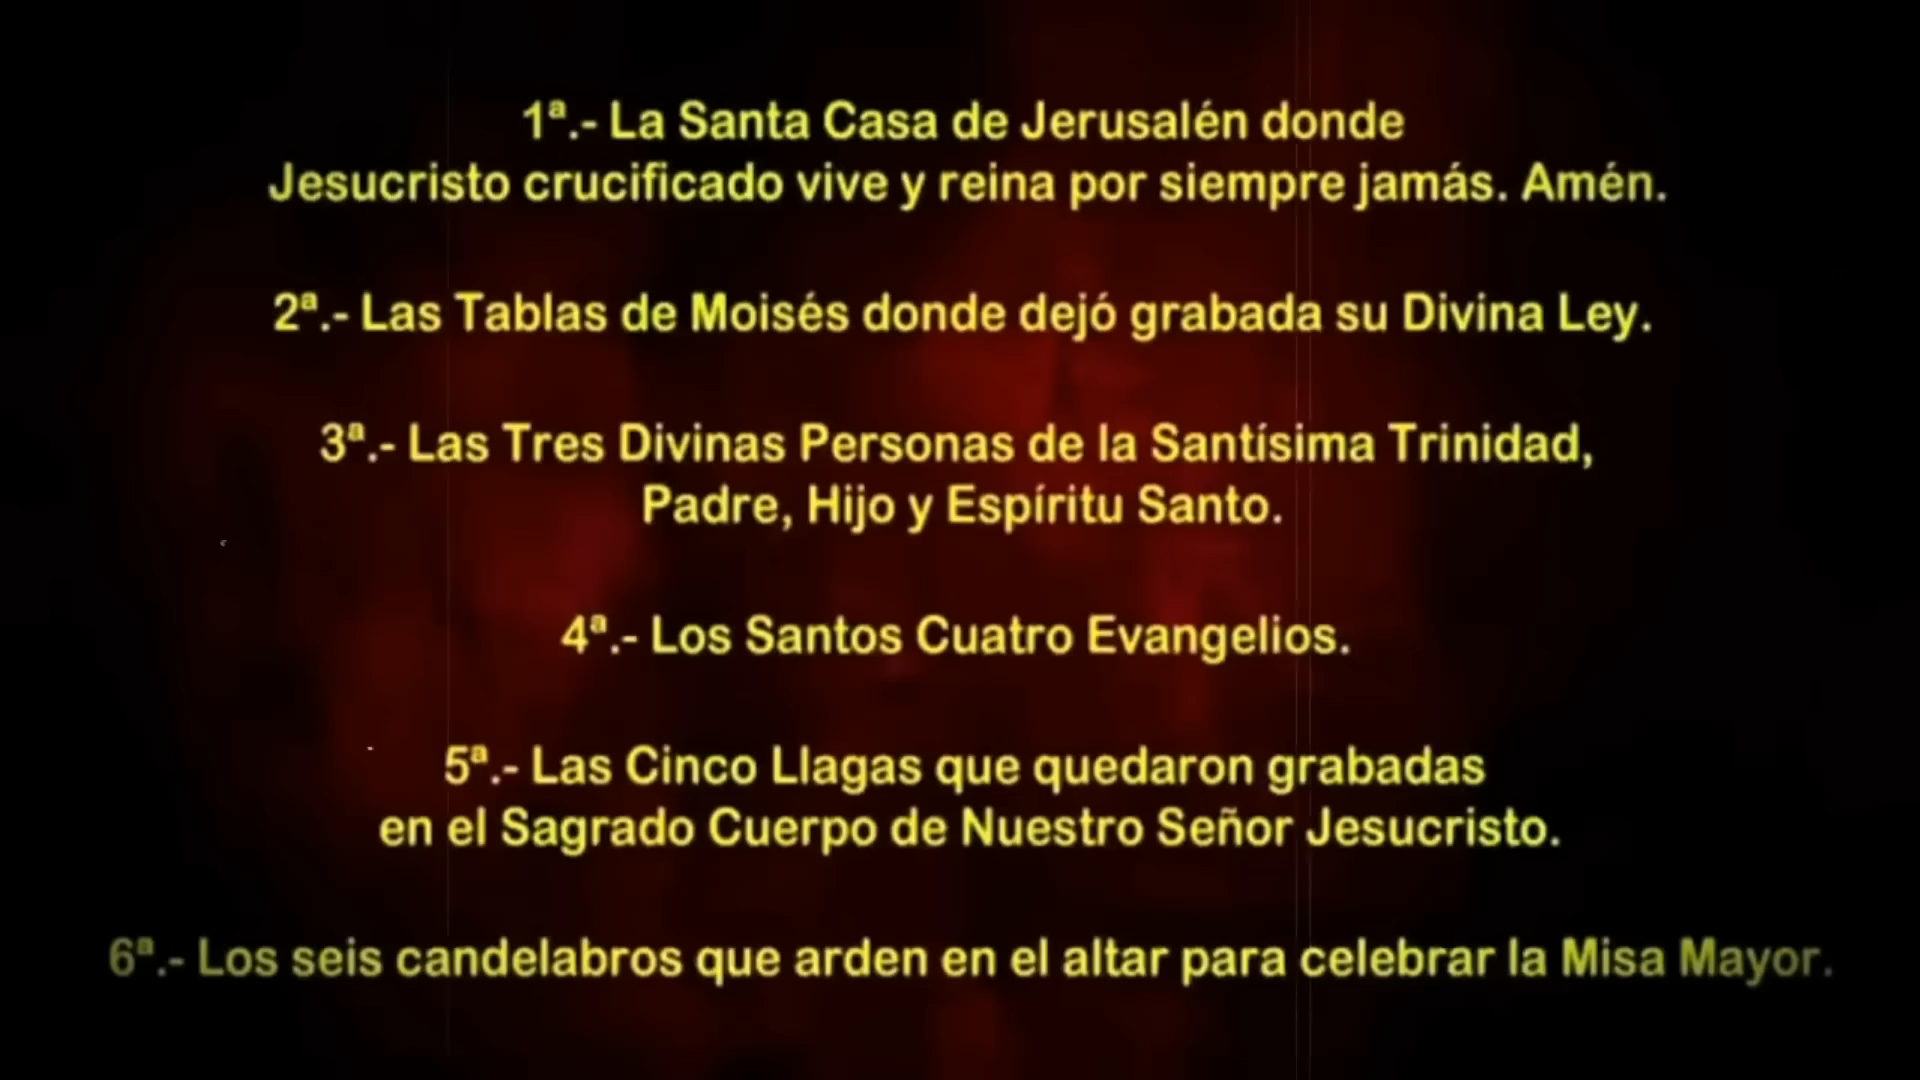 1ª.- La Santa Casa de Jerusalén donde
Jesucristo crucificado vive y reina por siempre jamás. Amén.
2ª.- Las Tablas de Moisés donde dejó grabada su Divina Ley.
3ª.- Las Tres Divinas Personas de la Santísima Trinidad,
Padre, Hijo y Espíritu Santo.
4ª.- Los Santos Cuatro Evangelios.
5ª.- Las Cinco Llagas que quedaron grabadas
en el Sagrado Cuerpo de Nuestro Señor Jesucristo.
6ª.- Los seis candelabros que arden en el altar para celebrar la Misa Mayor.